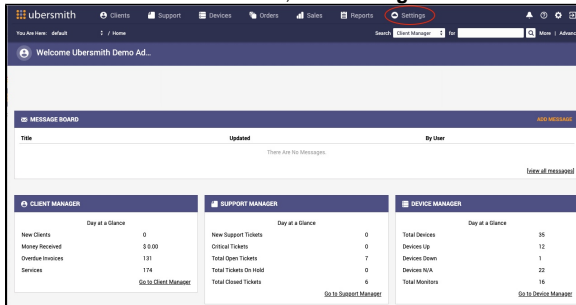 ubersmith Clients Support Devices Orders Sales Reports Settings
You Are Here: default / Home Search Client Manager for More | Advanc
Welcome Ubersmith Demo Ad...
MESSAGE BOARD ADD MESSAGE
Title Updated By User
There Are No Messages.
[view all messages]
CLIENT MANAGER
Day at a Glance
New Clients 0
Money Received $ 0.00
Overdue Invoices 131
Services 174
Go to Client Manager
SUPPORT MANAGER
Day at a Glance
New Support Tickets 0
Critical Tickets 0
Total Open Tickets 7
Total Tickets On Hold 0
Total Closed Tickets 6
Go to Support Manager
DEVICE MANAGER
Day at a Glance
Total Devices 35
Devices Up 12
Devices Down 1
Devices N/A 22
Total Monitors 16
Go to Device Manager